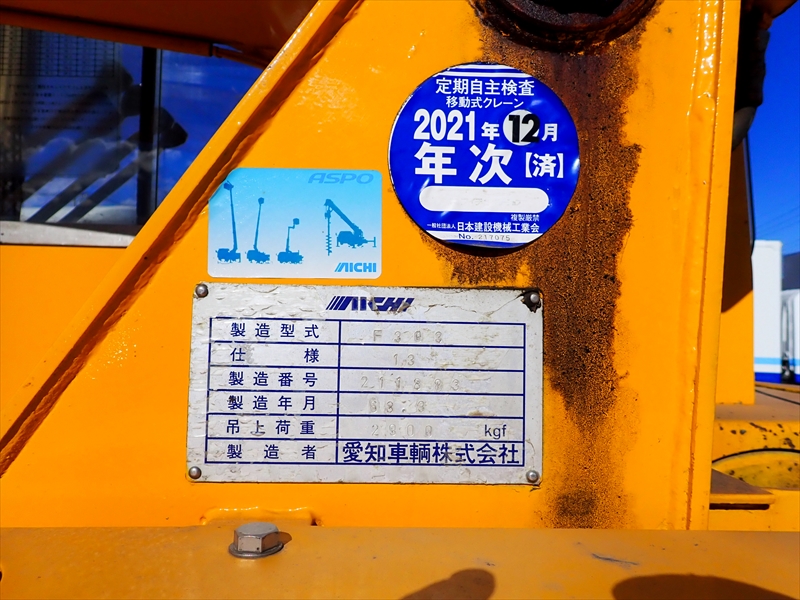 定期自主検査
移動式クレーン
2021年12月
年次【済】
複製厳禁
一般社団法人 日本建設機械工業会
No. 217075
ASPO
AICHI
AICHI
製造型式
仕様
製造番号
製造年月
吊上荷重 kgf
製造者 愛知車輌株式会社